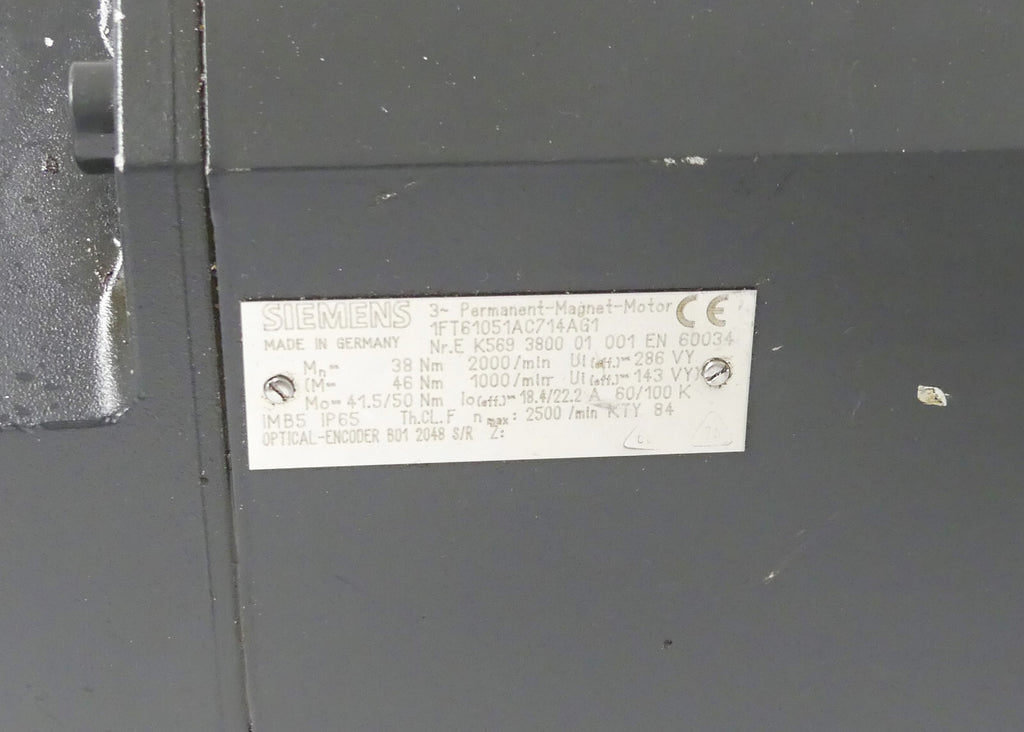 SIEMENS 3~ Permanent-Magnet-Motor CE
1FT61051AC714AG1
MADE IN GERMANY Nr.E K569 3800 01 001 EN 60034
Mn= 38 Nm 2000/min Ui(eff.)= 286 VY
(M= 46 Nm 1000/min Ui(eff.)= 143 VY)
Mo= 41.5/50 Nm Io(eff.)= 18.4/22.2 A 60/100 K
IMB5 IP65 Th.CL.F nmax: 2500 /min KTY 84
OPTICAL-ENCODER B01 2048 S/R Z: